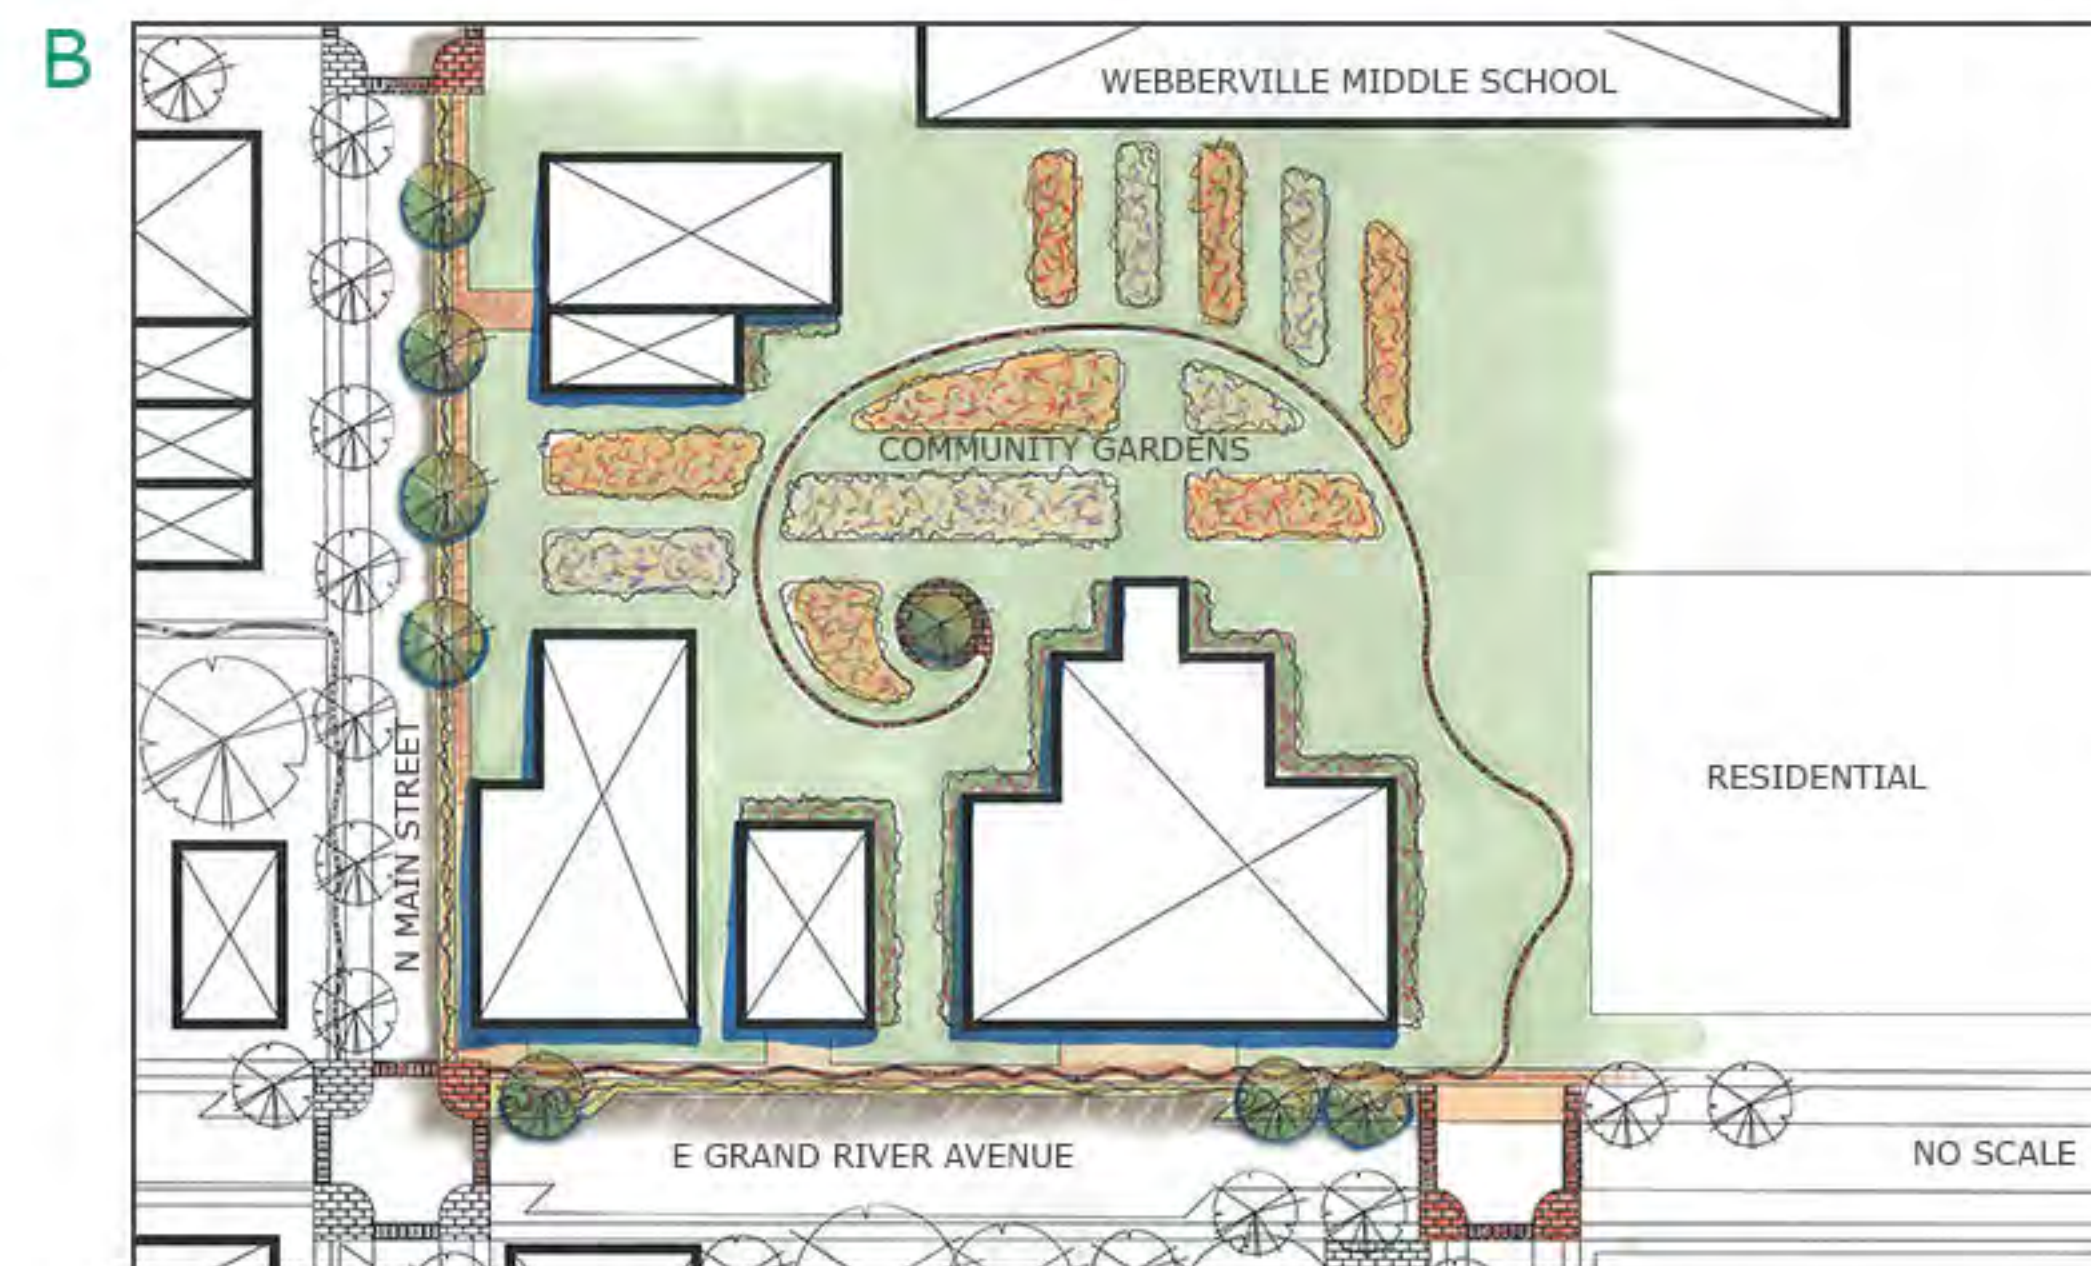 B
WEBBERVILLE MIDDLE SCHOOL
COMMUNITY GARDENS
RESIDENTIAL
N MAIN STREET
E GRAND RIVER AVENUE
NO SCALE